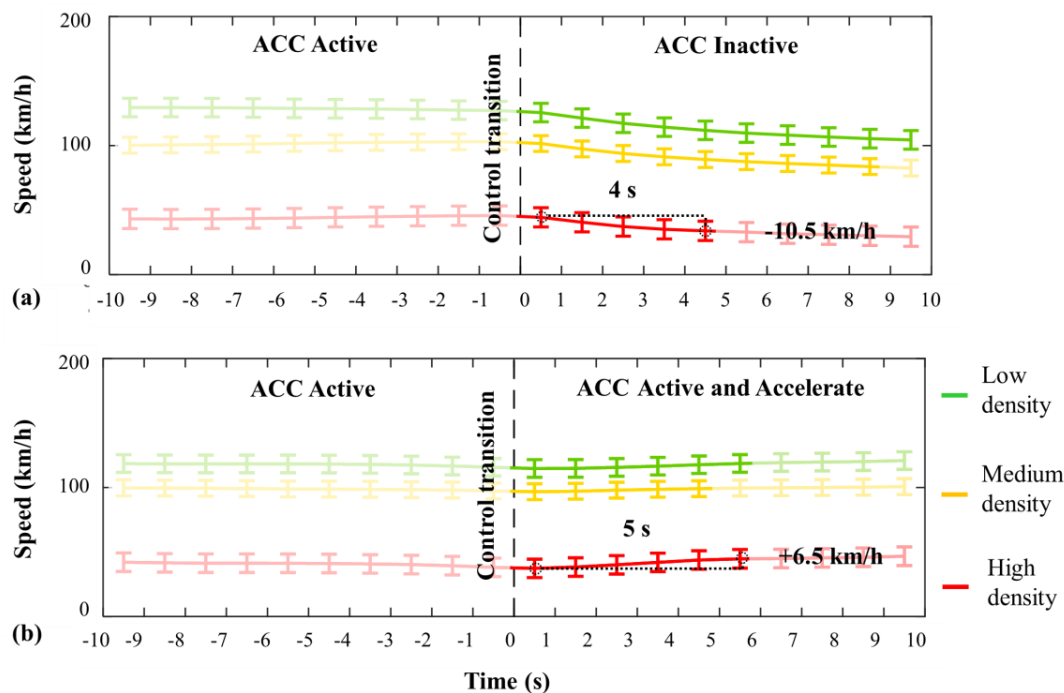 200
ACC Active
ACC Inactive
Speed (km/h)
100
Control transition
4 s
-10.5 km/h
0
(a)
-10 -9 -8 -7 -6 -5 -4 -3 -2 -1 0 1 2 3 4 5 6 7 8 9 10
200
ACC Active
ACC Active and Accelerate
Speed (km/h)
100
Control transition
5 s
+6.5 km/h
0
(b)
-10 -9 -8 -7 -6 -5 -4 -3 -2 -1 0 1 2 3 4 5 6 7 8 9 10
Time (s)
Low
density
Medium
density
High
density